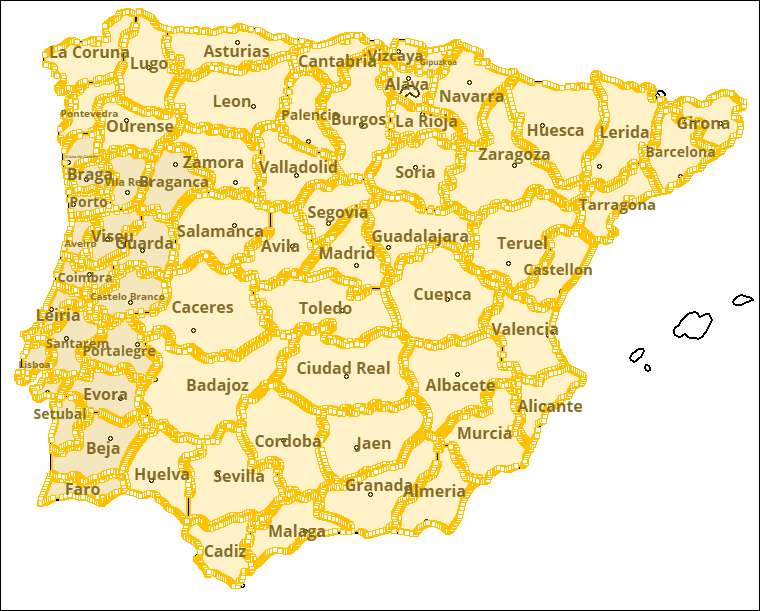 La Coruna
Lugo
Asturias
Cantabria
Vizcaya
Gipuzkoa
Alava
Navarra
Leon
Palencia
Burgos
La Rioja
Pontevedra
Ourense
Huesca
Lerida
Girona
Barcelona
Zamora
Valladolid
Soria
Zaragoza
Braga
Vila Real
Braganca
Porto
Tarragona
Segovia
Salamanca
Avila
Madrid
Guadalajara
Teruel
Viseu
Aveiro
Guarda
Castellon
Coimbra
Castelo Branco
Caceres
Toledo
Cuenca
Leiria
Valencia
Santarem
Portalegre
Lisboa
Ciudad Real
Badajoz
Albacete
Evora
Setubal
Alicante
Beja
Cordoba
Jaen
Murcia
Huelva
Sevilla
Granada
Almeria
Faro
Malaga
Cadiz